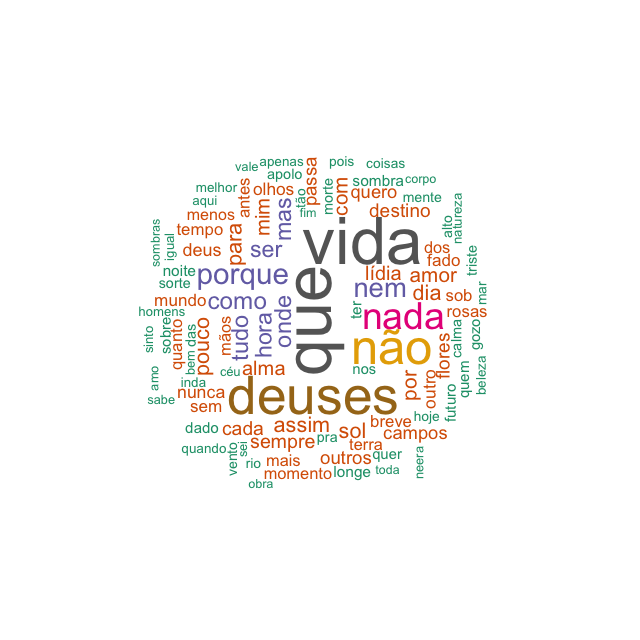 vale
apenas
pois
coisas
apolo
passa
melhor
antes
olhos
tão
fim
morte
com
sombra
corpo
quero
mente
aqui
menos
mim
mas
destino
alto
natureza
sombras
igual
tempo
deus
para
ser
vida
dos
fado
triste
noite
sorte
porque
que
lídia
amor
nem
dia
sob
mar
mundo
como
onde
ter
nada
rosas
homens
sobre
tudo
hora
não
calma
gozo
sinto
quanto
bem
das
pouco
mãos
flores
beleza
amo
inda
céu
alma
nos
por
outro
quem
sabe
nunca
sem
deuses
hoje
futuro
dado
cada
assim
sol
breve
campos
quando
sei
sempre
pra
terra
vento
rio
mais
outros
quer
neera
momento
longe
toda
obra